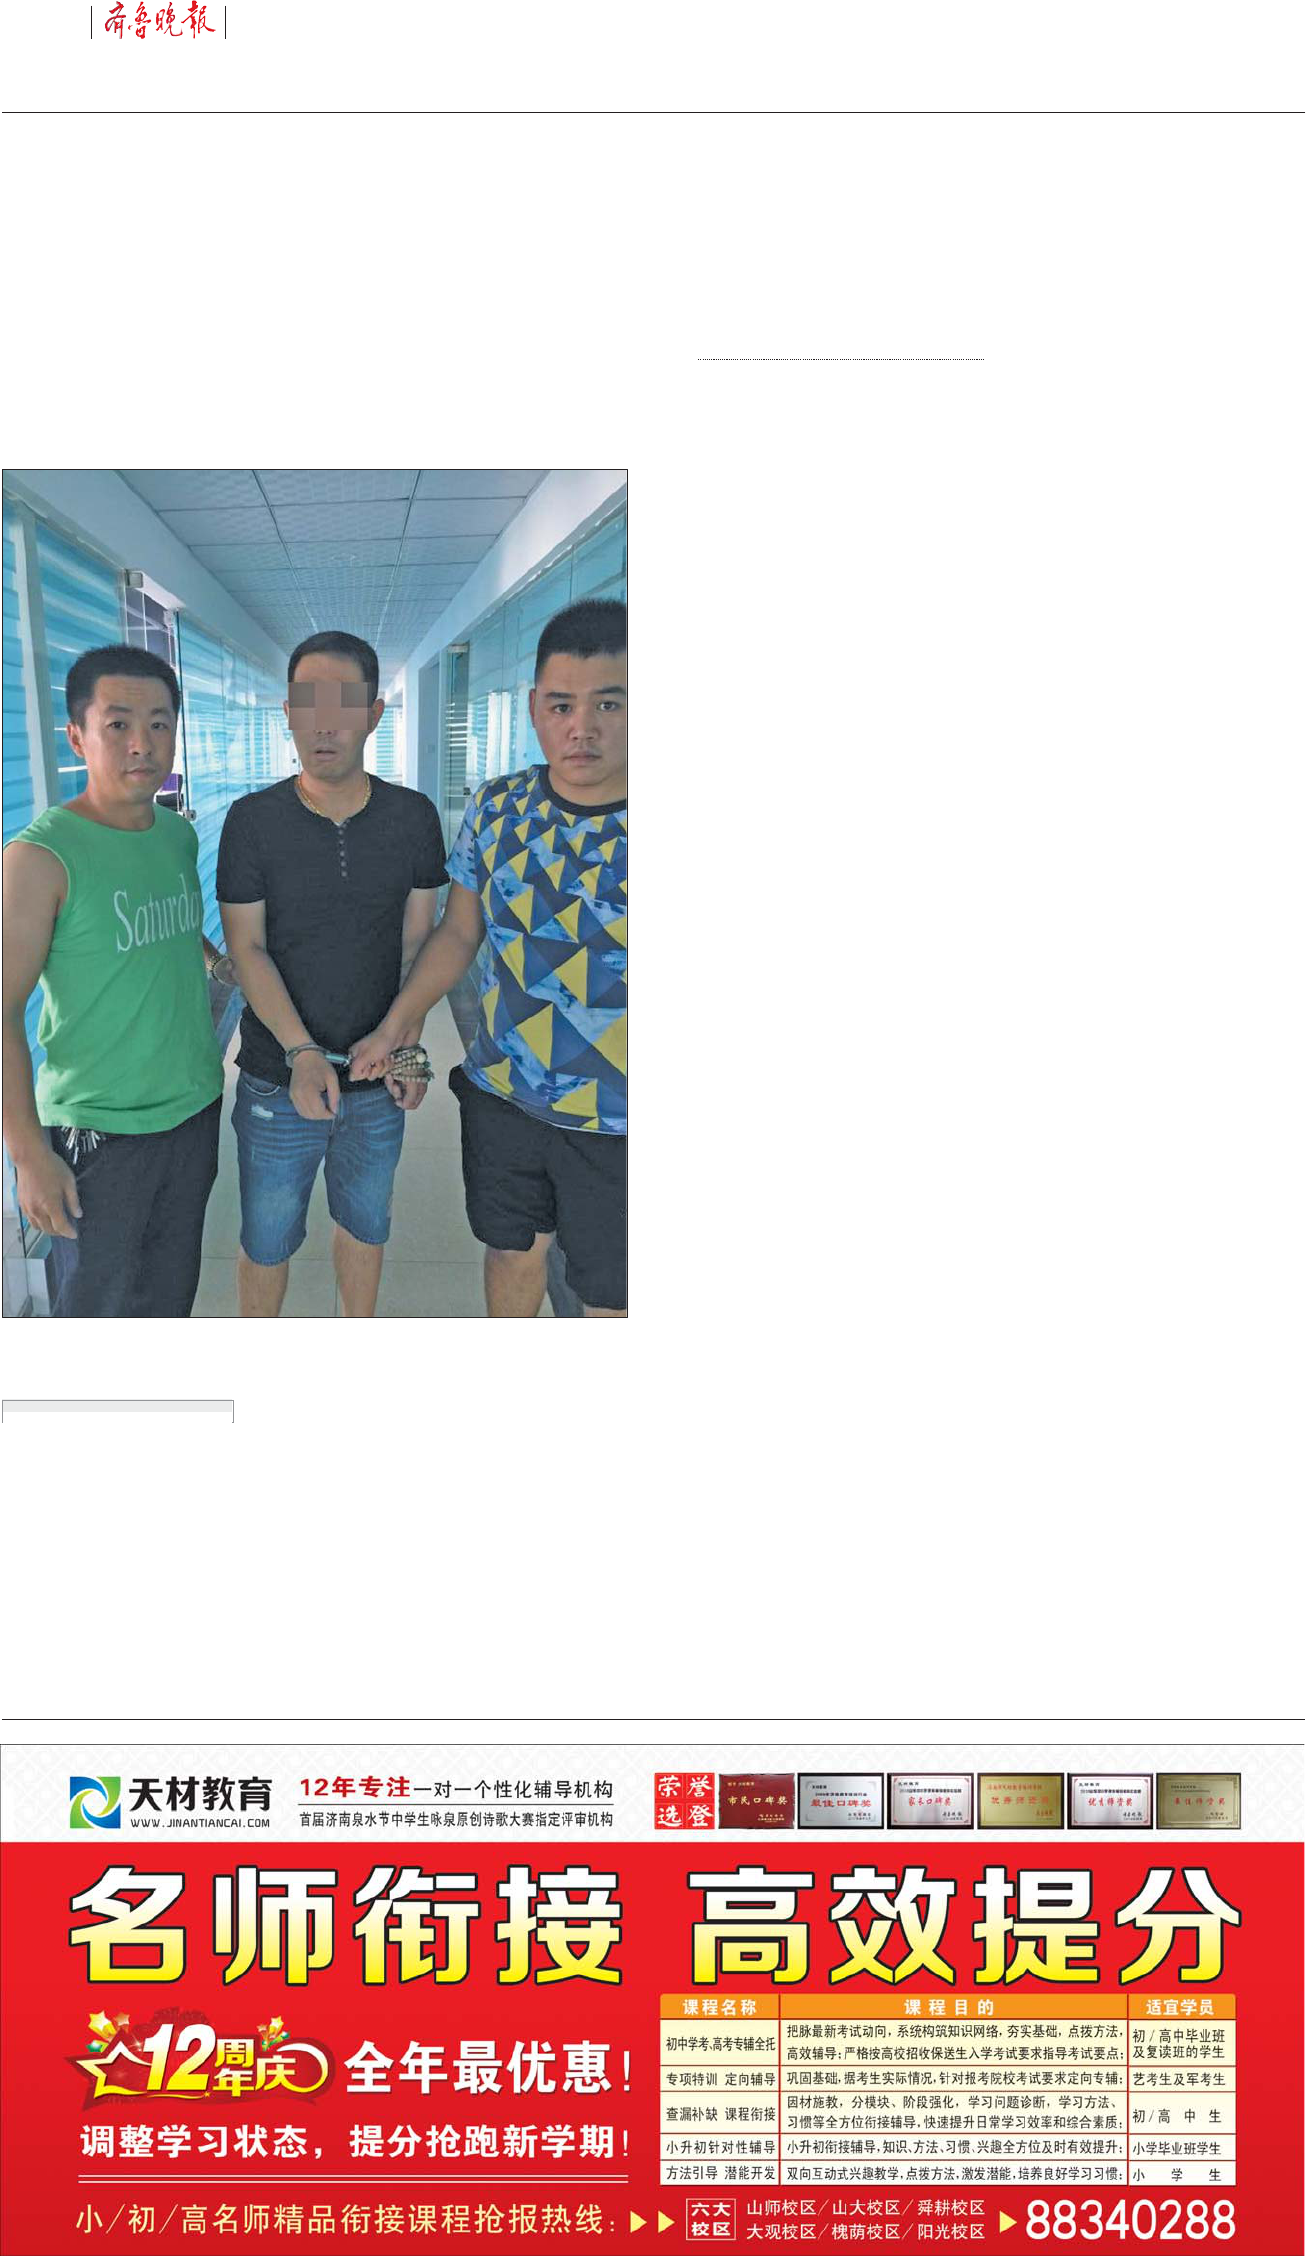 齐鲁晚报
Saturday
天材教育
WWW.JINANTIANCAI.COM
12年专注一对一个性化辅导机构
首届济南泉水节中学生咏泉原创诗歌大赛指定评审机构
荣誉
选登
市民口碑奖
最佳口碑奖
家长口碑奖
优秀师资奖
优秀师资奖
最佳师资奖
名师衔接 高效提分
12周年庆
全年最优惠！
调整学习状态，提分抢跑新学期！
课程名称 课程目的 适宜学员
初中学考、高考专辅全托 把脉最新考试动向，系统构筑知识网络，夯实基础，点拨方法， 初/高中毕业班
高效辅导；严格按高校招收保送生入学考试要求指导考试要点； 及复读班的学生
专项特训 定向辅导 巩固基础，据考生实际情况，针对报考院校考试要求定向专辅； 艺考生及军考生
查漏补缺 课程衔接 因材施教，分模块、阶段强化，学习问题诊断，学习方法、 初/高 中 生
习惯等全方位衔接辅导，快速提升日常学习效率和综合素质；
小升初针对性辅导 小升初衔接辅导，知识、方法、习惯、兴趣全方位及时有效提升； 小学毕业班学生
方法引导 潜能开发 双向互动式兴趣教学，点拨方法，激发潜能，培养良好学习习惯； 小 学 生
小/初/高名师精品衔接课程抢报热线：
六大
校区
山师校区/山大校区/舜耕校区
大观校区/槐荫校区/阳光校区
88340288